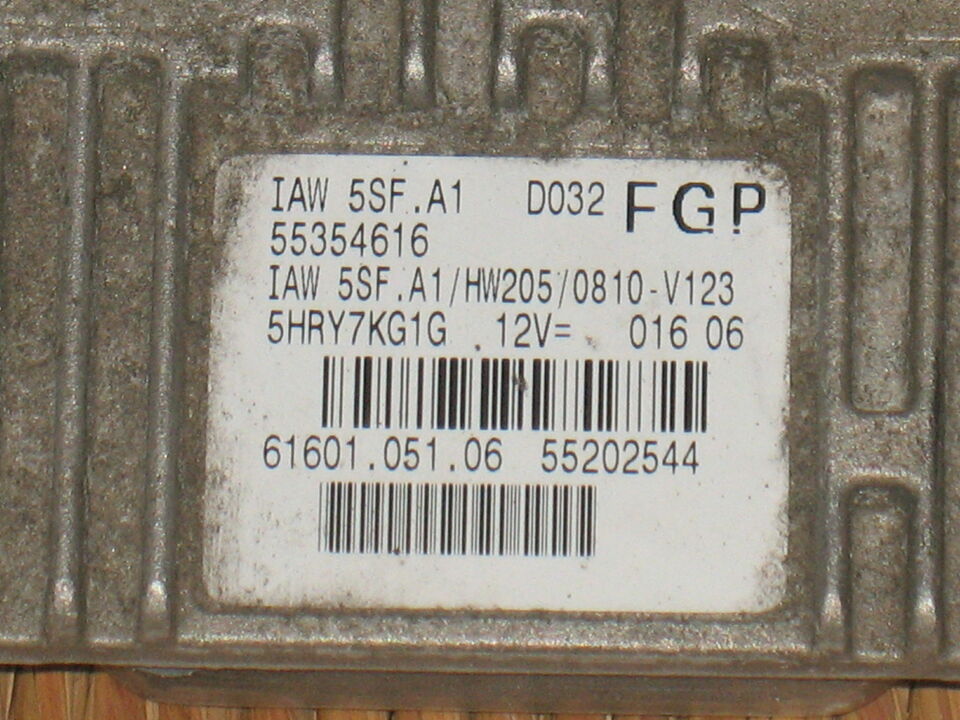 IAW 5SF.A1 D032 FGP
55354616
IAW 5SF.A1/HW205/0810-V123
5HRY7KG1G 12V= 016 06
61601.051.06 55202544